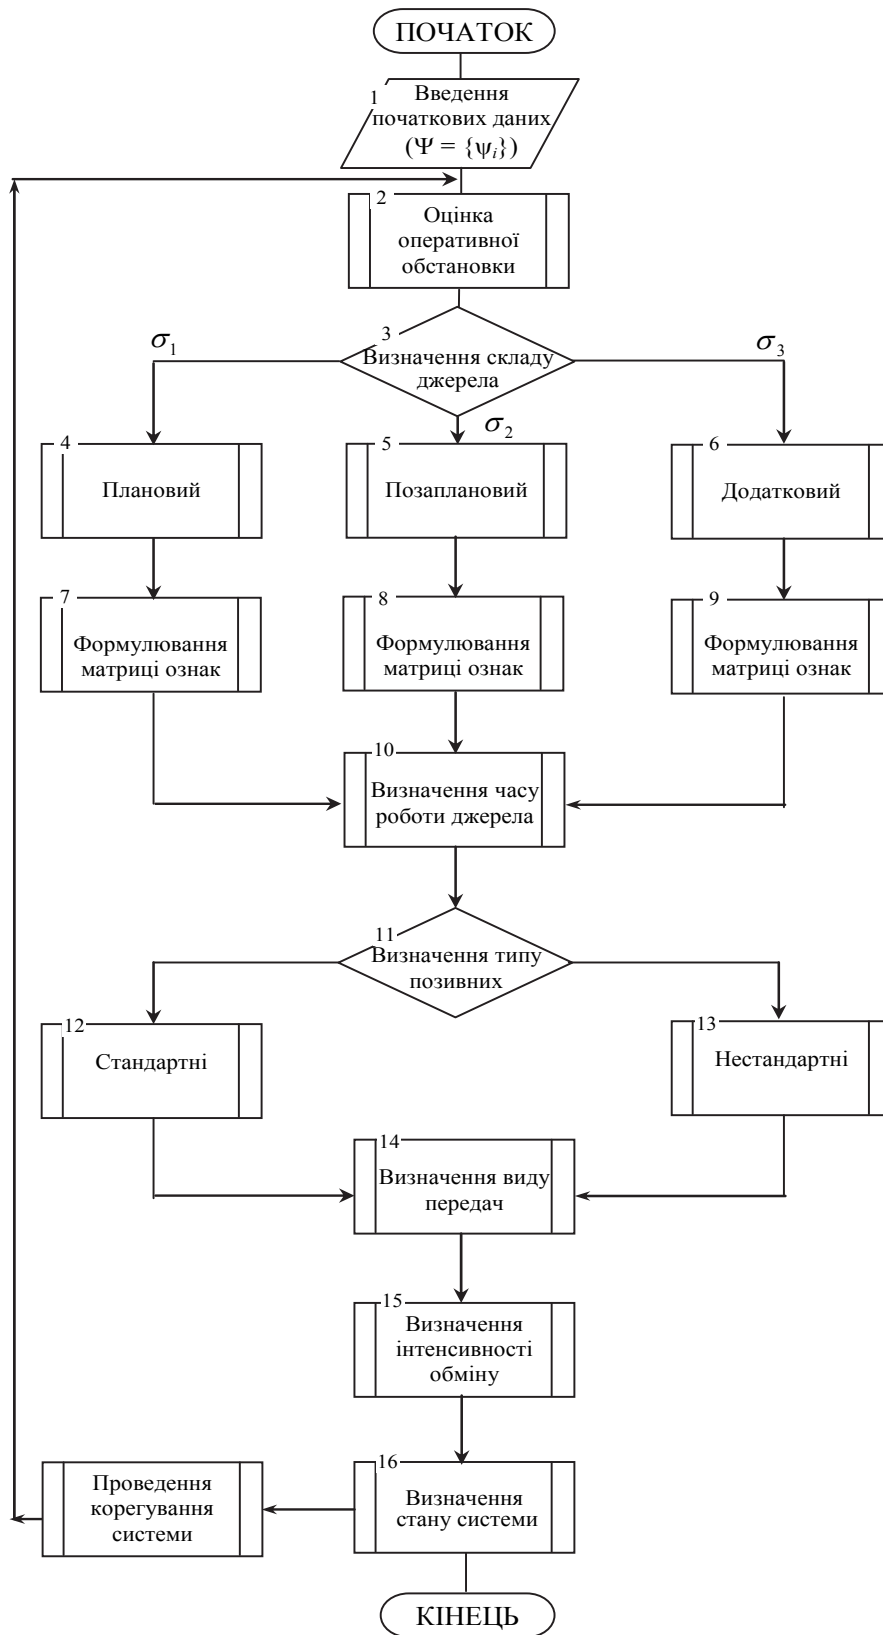 ПОЧАТОК
1
Введення
початкових даних
(Ψ = {ψᵢ})
2
Оцінка
оперативної
обстановки
3
Визначення складу
джерела
σ₁
σ₂
σ₃
4
Плановий
5
Позаплановий
6
Додатковий
7
Формулювання
матриці ознак
8
Формулювання
матриці ознак
9
Формулювання
матриці ознак
10
Визначення часу
роботи джерела
11
Визначення типу
позивних
12
Стандартні
13
Нестандартні
14
Визначення виду
передач
15
Визначення
інтенсивності
обміну
16
Визначення
стану системи
Проведення
корегування
системи
КІНЕЦЬ